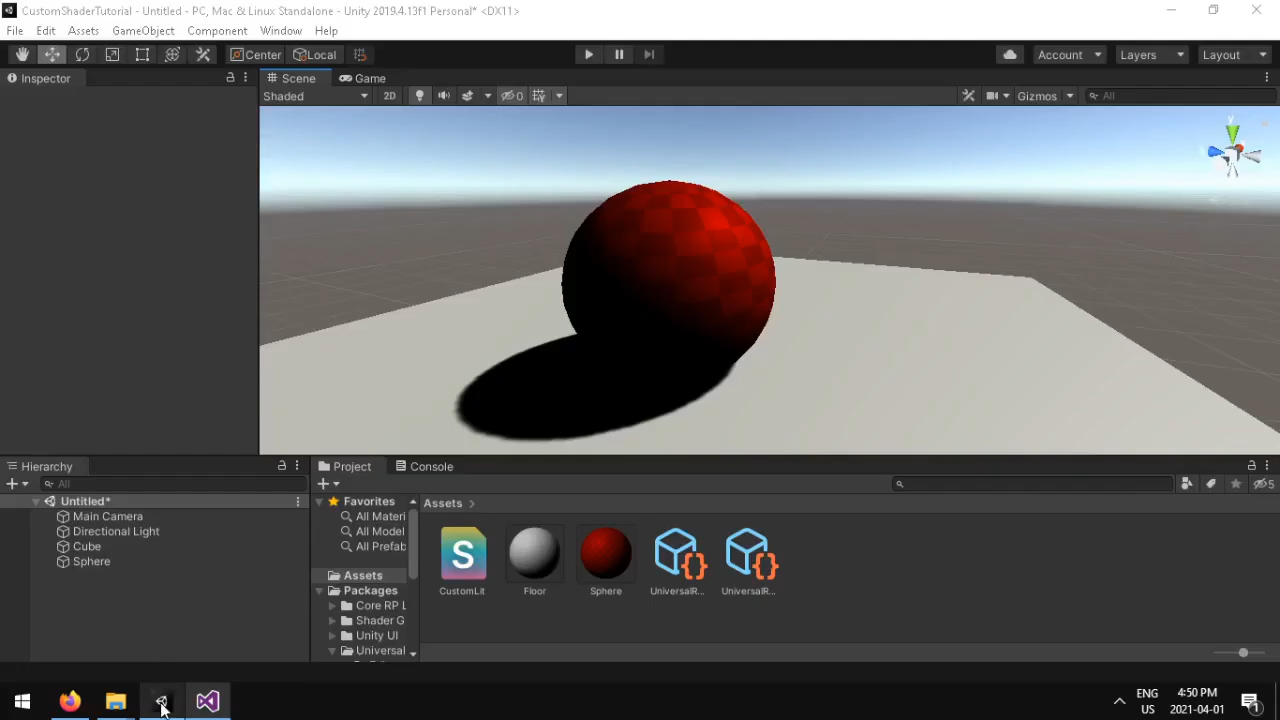 CustomShaderTutorial - Untitled - PC, Mac & Linux Standalone - Unity 2019.4.13f1 Personal* <DX11>
File Edit Assets GameObject Component Window Help
Center Local Account Layers Layout
Inspector Scene Game
Shaded 2D 0 Gizmos All
y
Hierarchy Project Console
All 5
Untitled* Favorites Assets
Main Camera All Materi
Directional Light All Model
Cube All Prefab
Sphere
Assets CustomLit Floor Sphere UniversalR... UniversalR...
Packages
Core RP L
Shader G
Unity UI
Universal
ENG 4:50 PM
US 2021-04-01
1